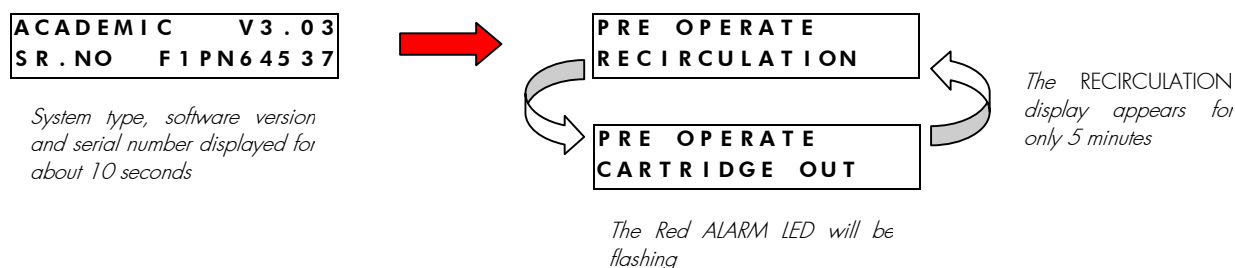 ACADEMIC V3.03
SR.NO F1PN64537
System type, software version
and serial number displayed for
about 10 seconds
PRE OPERATE
RECIRCULATION
PRE OPERATE
CARTRIDGE OUT
The Red ALARM LED will be
flashing
The RECIRCULATION
display appears for
only 5 minutes